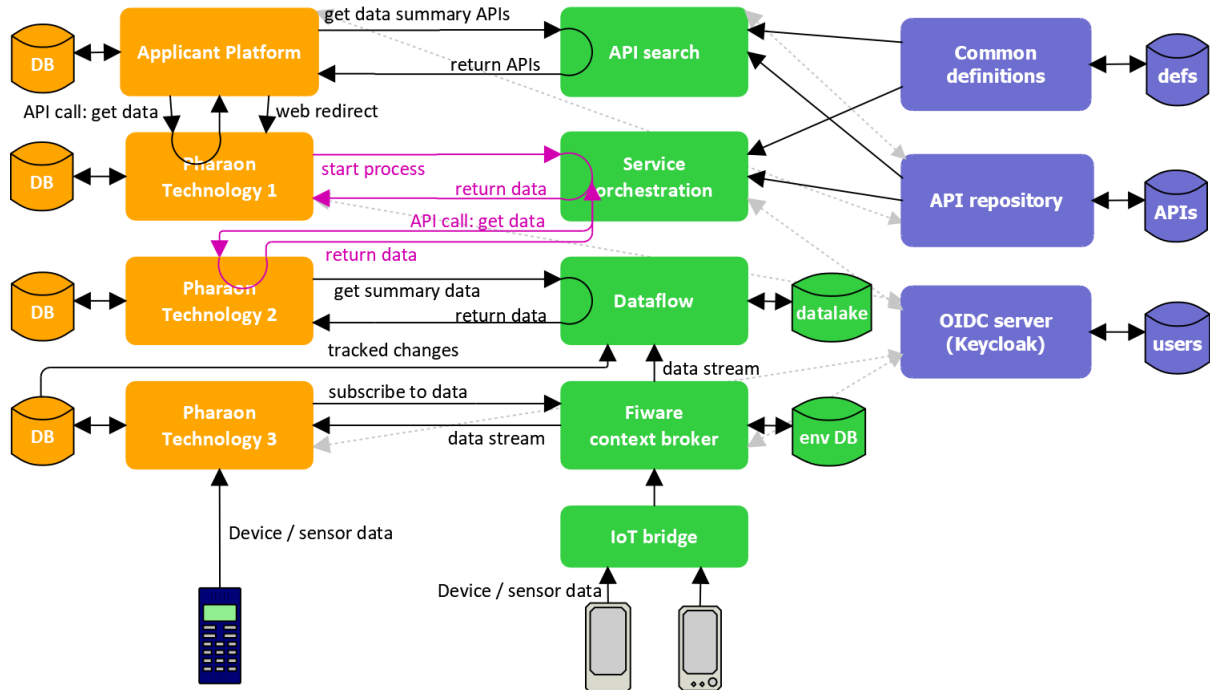 get data summary APIs
DB
Applicant Platform
return APIs
API search
Common
definitions
defs
API call: get data
web redirect
DB
Pharaon
Technology 1
start process
return data
Service
orchestration
API repository
APIs
API call: get data
return data
DB
Pharaon
Technology 2
get summary data
return data
Dataflow
datalake
OIDC server
(Keycloak)
users
tracked changes
data stream
DB
Pharaon
Technology 3
subscribe to data
data stream
Fiware
context broker
env DB
Device / sensor data
IoT bridge
Device / sensor data